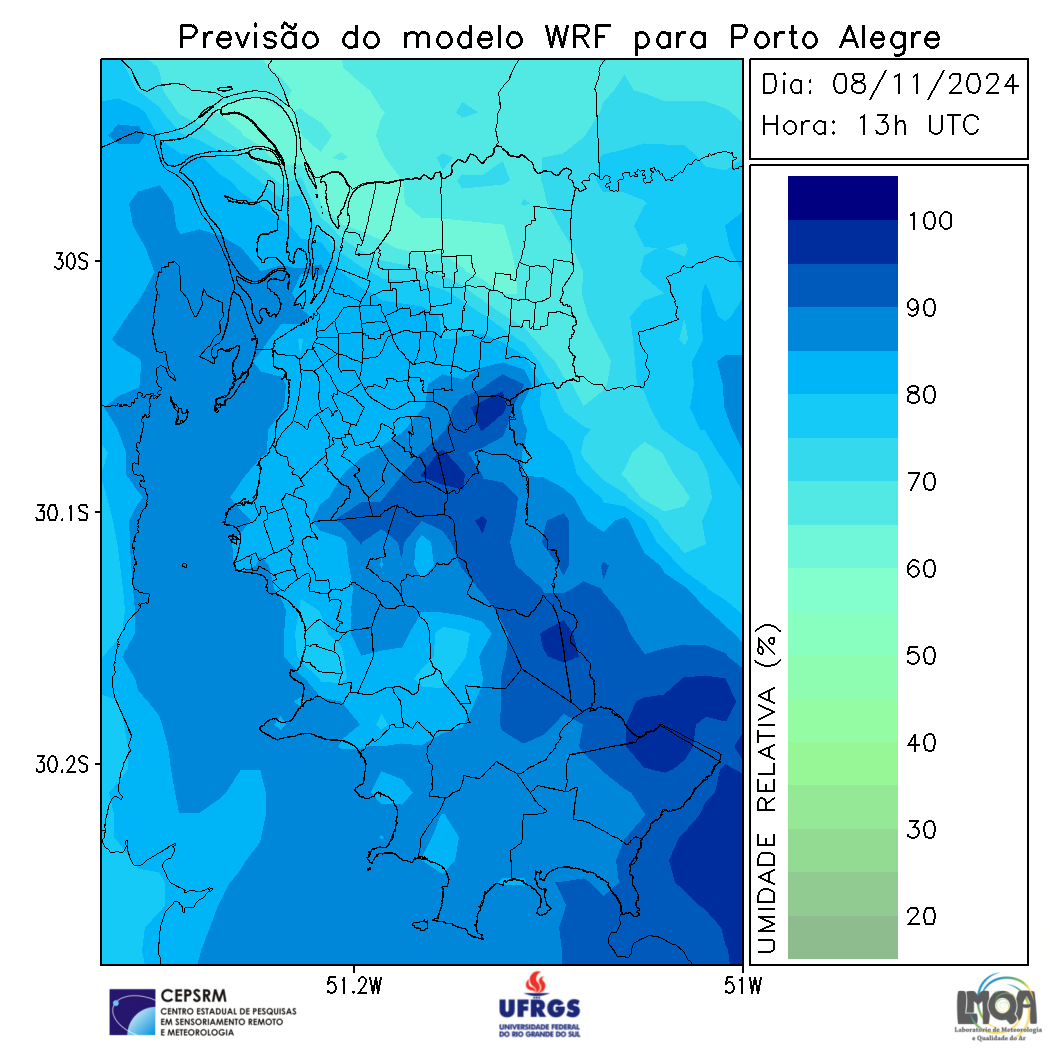 Previsão do modelo WRF para Porto Alegre
Dia: 08/11/2024
Hora: 13h UTC
100
90
80
70
60
50
40
30
20
UMIDADE RELATIVA (%)
30S
30.1S
30.2S
51.2W
51W
CEPSRM
CENTRO ESTADUAL DE PESQUISAS
EM SENSORIAMENTO REMOTO
E METEOROLOGIA
UFRGS
UNIVERSIDADE FEDERAL
DO RIO GRANDE DO SUL
LMQA
Laboratório de Meteorologia
e Qualidade do Ar